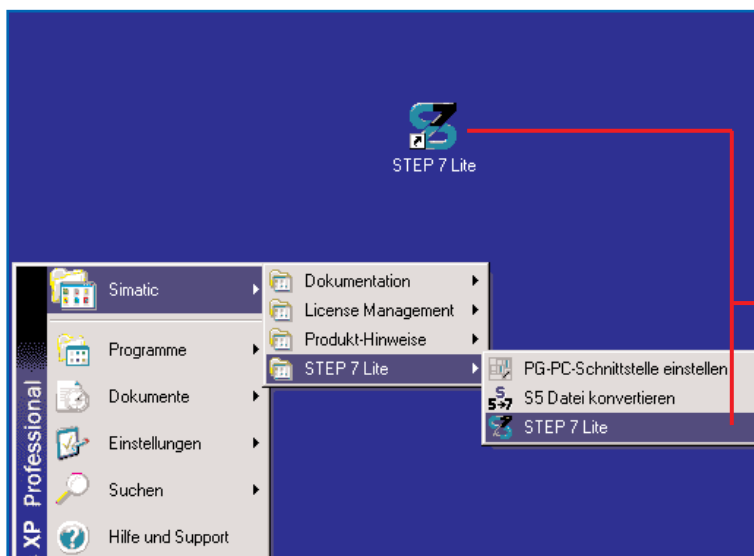 STEP 7 Lite
Simatic
Programme
Dokumente
Einstellungen
Suchen
Hilfe und Support
XP Professional
Dokumentation
License Management
Produkt-Hinweise
STEP 7 Lite
PG-PC-Schnittstelle einstellen
S5 Datei konvertieren
STEP 7 Lite